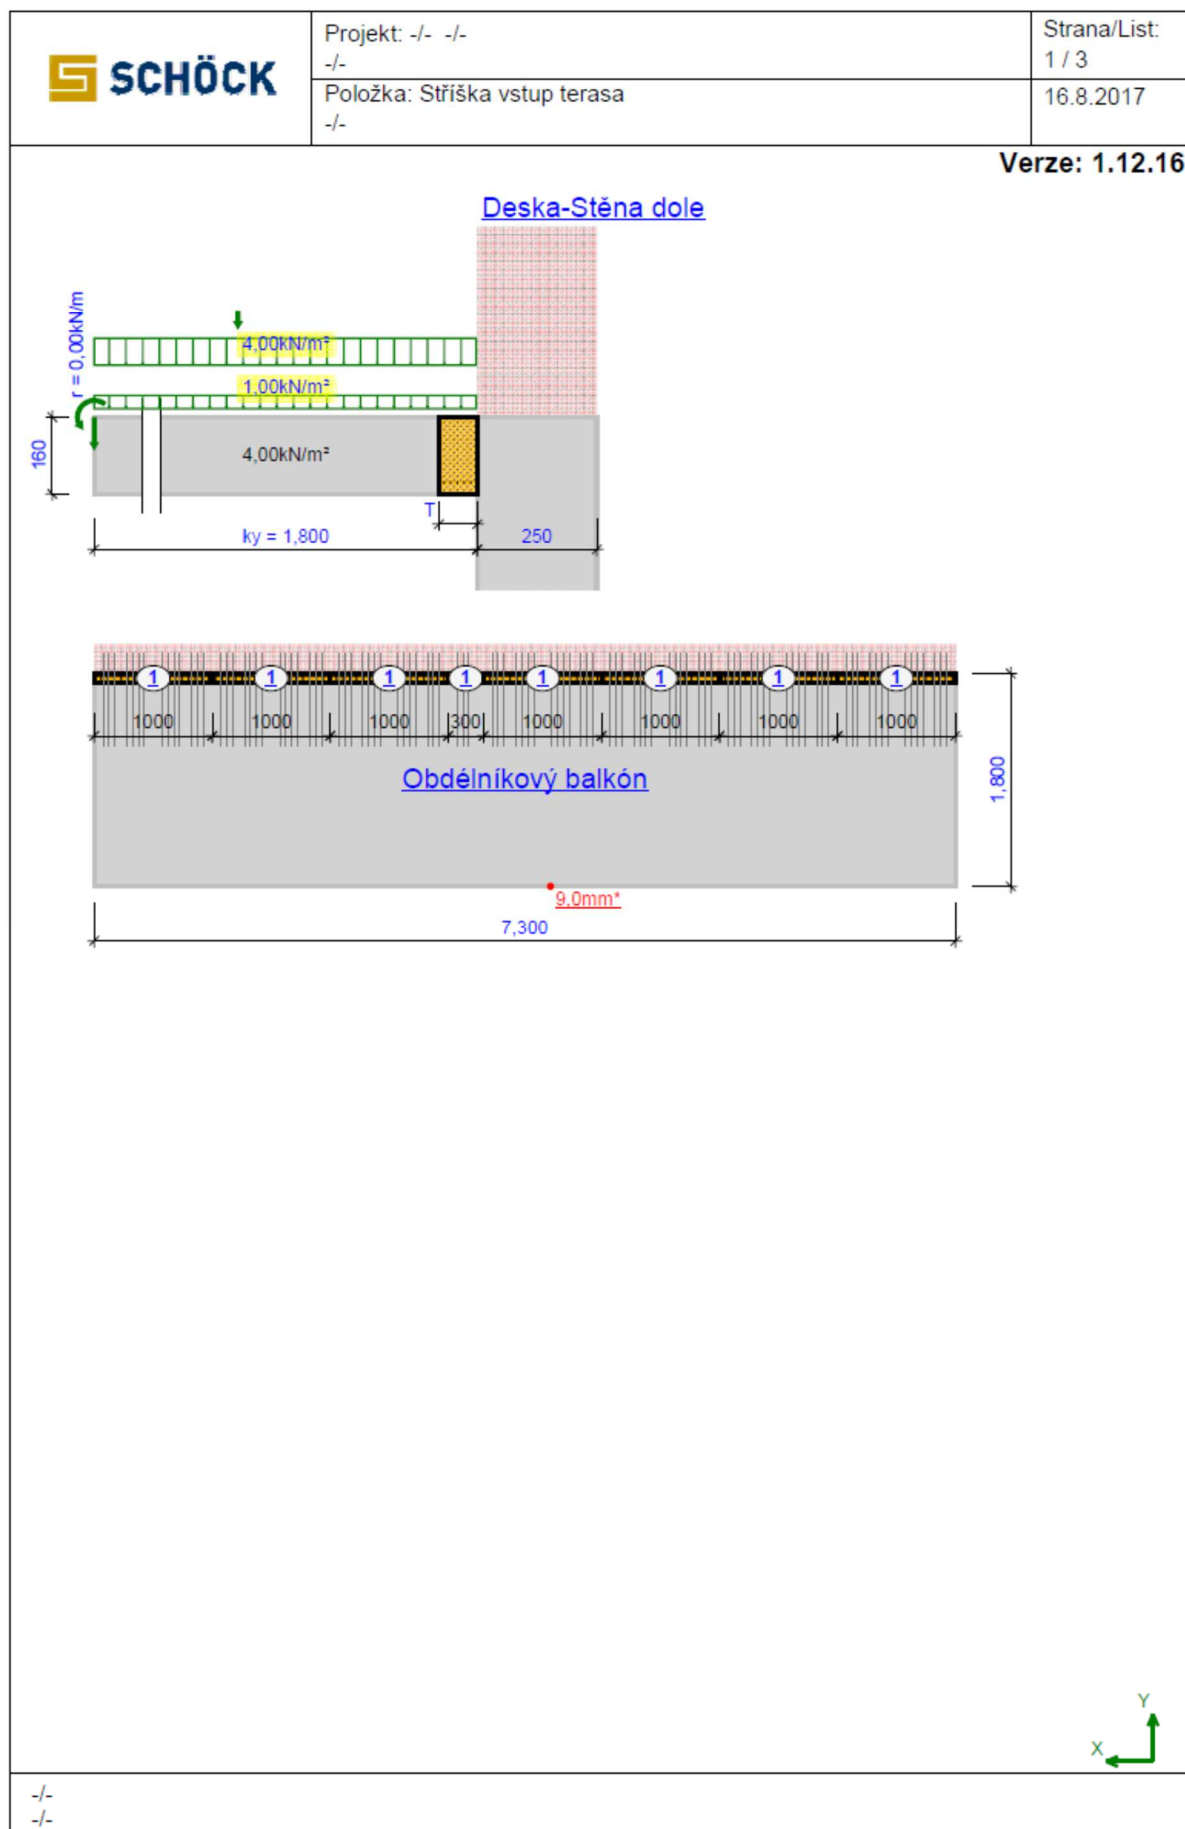 SCHÖCK
Projekt: -/- -/-
-/-
Strana/List:
1 / 3
Položka: Stříška vstup terasa
-/-
16.8.2017
Verze: 1.12.16
Deska-Stěna dole
r = 0,00kN/m
4,00kN/m²
1,00kN/m²
160
4,00kN/m²
T
ky = 1,800
250
1 1 1 1 1 1 1 1
1000 1000 1000 300 1000 1000 1000 1000
Obdélníkový balkón
1,800
9,0mm*
7,300
Y
X
-/-
-/-